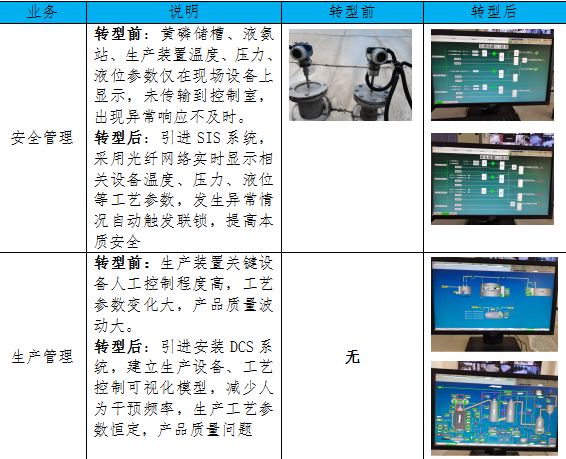 业务 说明 转型前 转型后
安全管理
转型前：黄磷储槽、液氨
站、生产装置温度、压力、
液位参数仅在现场设备上
显示，未传输到控制室，
出现异常响应不及时。
转型后：引进 SIS 系统，
采用光纤网络实时显示相
关设备温度、压力、液位
等工艺参数，发生异常情
况自动触发联锁，提高本
质安全
生产管理
转型前：生产装置关键设
备人工控制程度高，工艺
参数变化大，产品质量波
动大。
转型后：引进安装 DCS 系
统，建立生产设备、工艺
控制可视化模型，减少人
为干预频率，生产工艺参
数恒定，产品质量问题
无